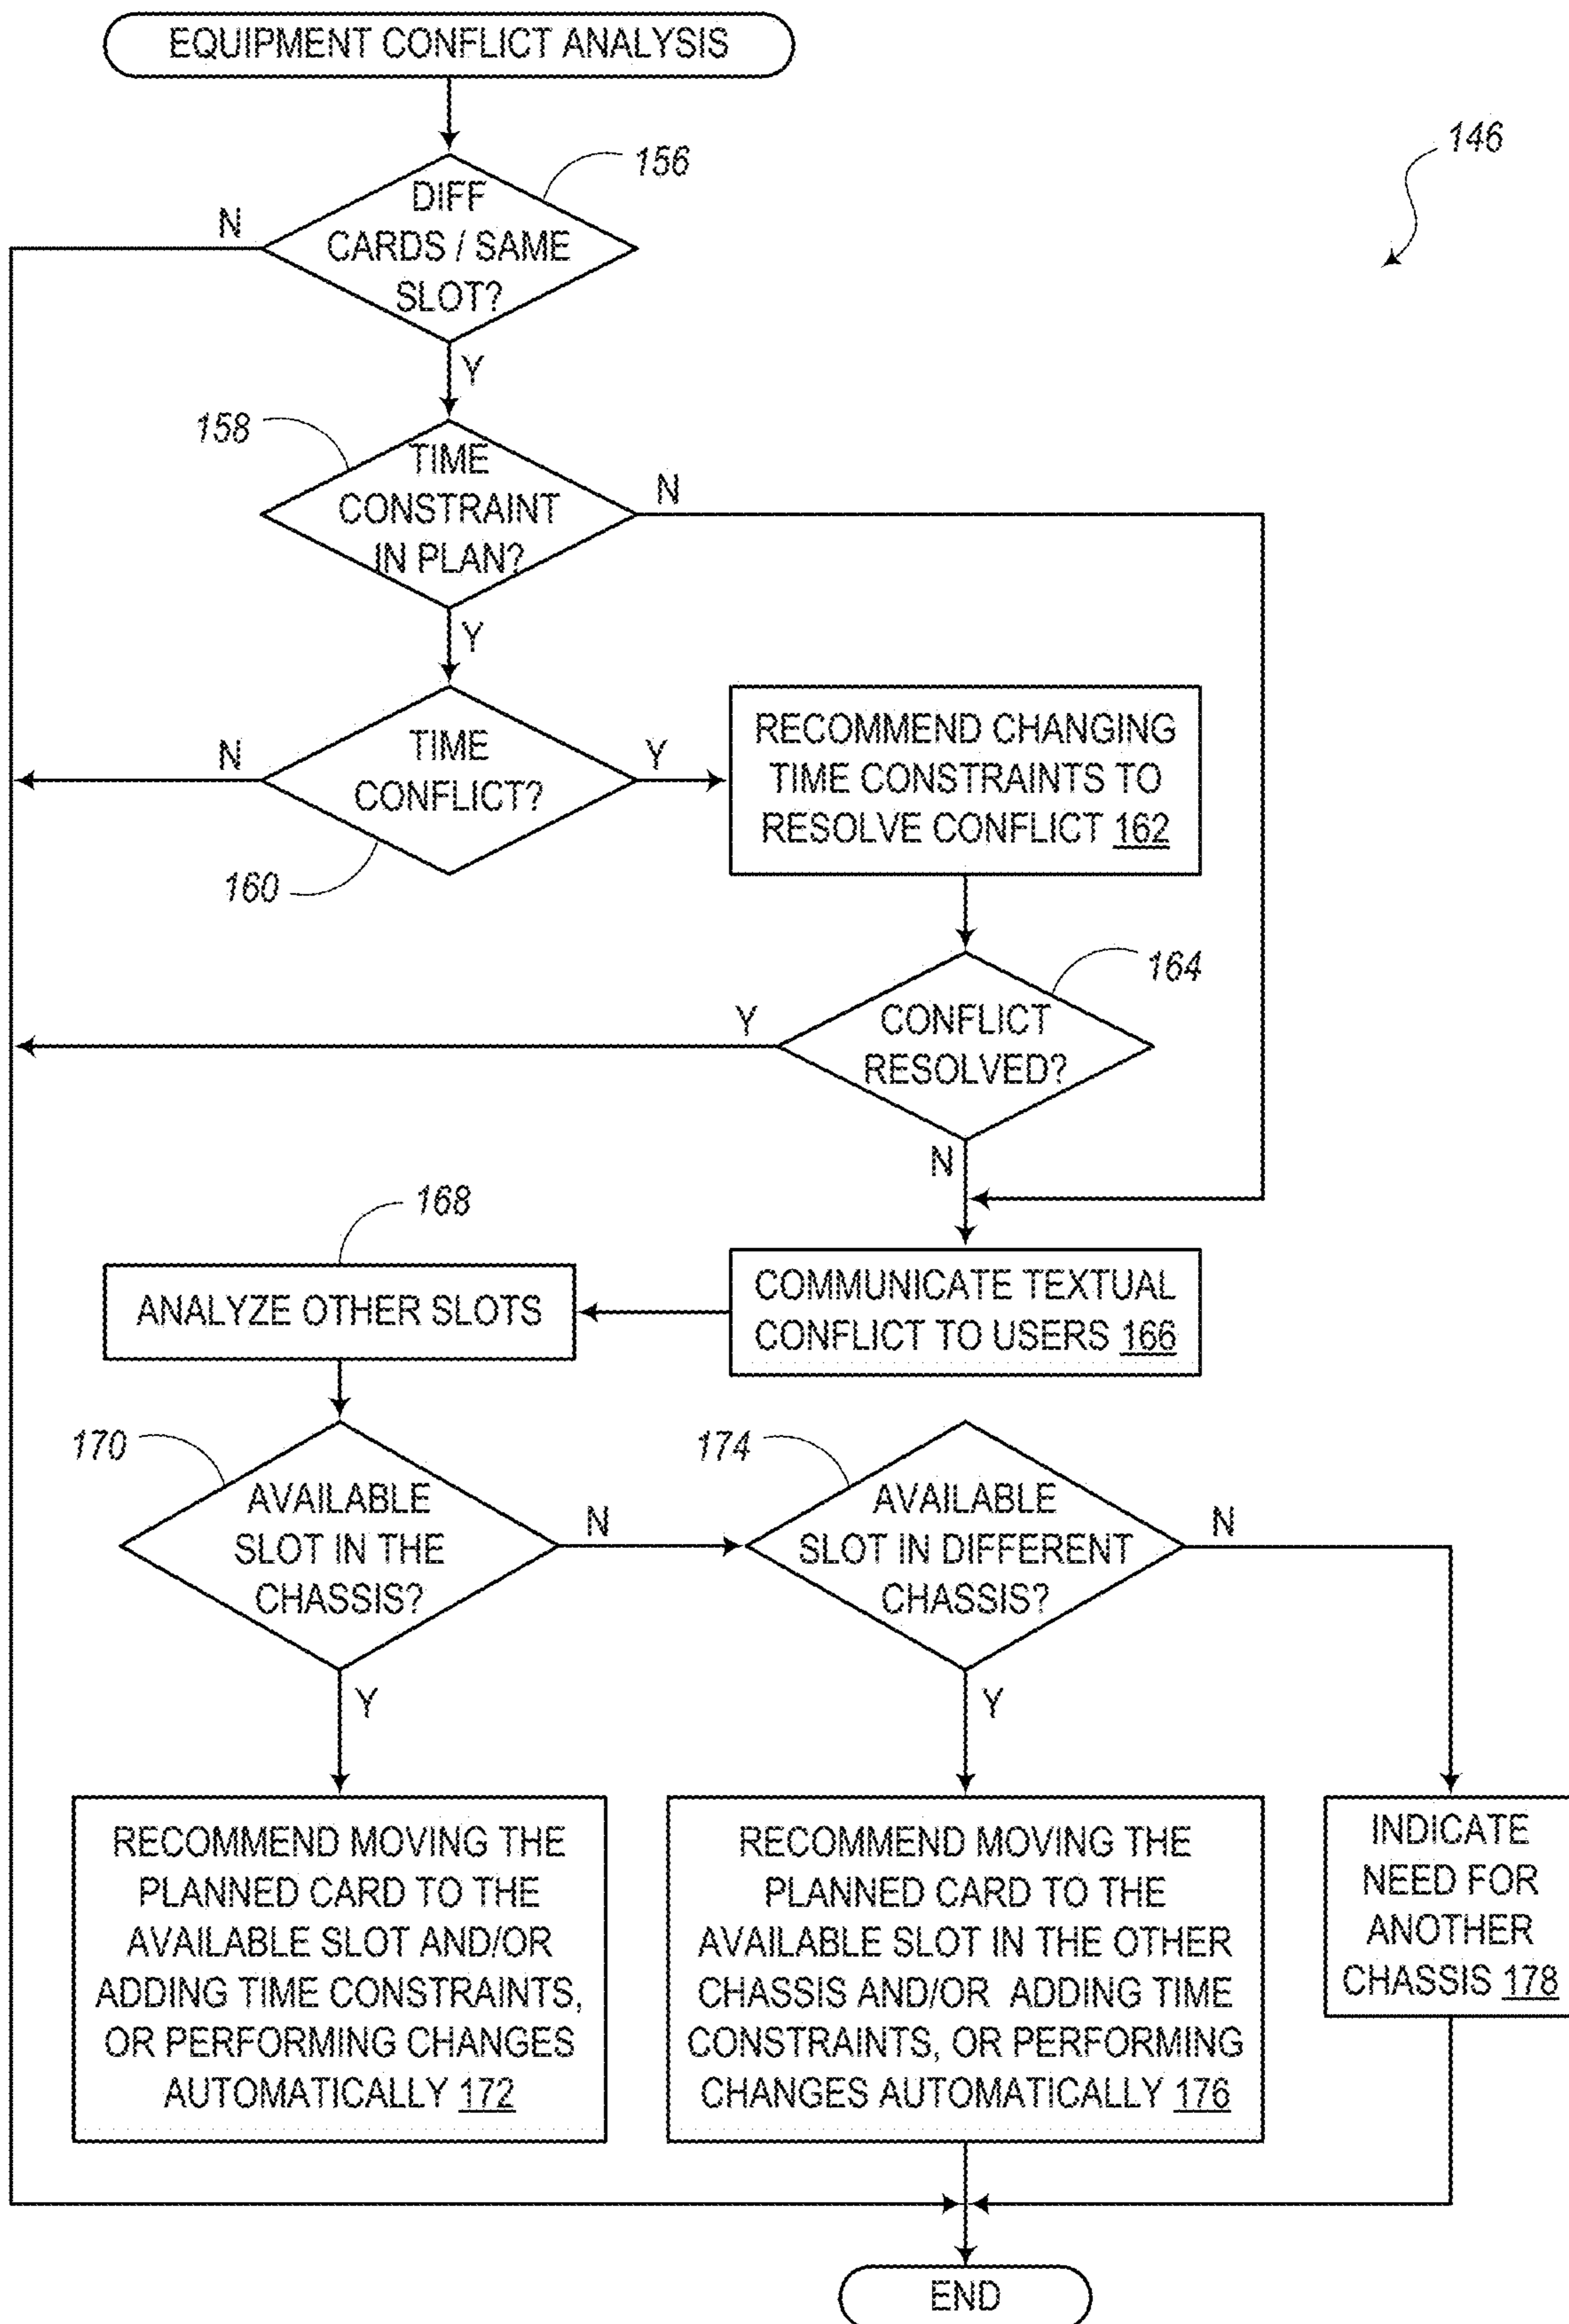 EQUIPMENT CONFLICT ANALYSIS
146
156
DIFF
CARDS / SAME
SLOT?
N
Y
158
TIME
CONSTRAINT
IN PLAN?
N
Y
TIME
CONFLICT?
N
Y
160
RECOMMEND CHANGING
TIME CONSTRAINTS TO
RESOLVE CONFLICT 162
164
CONFLICT
RESOLVED?
Y
N
168
ANALYZE OTHER SLOTS
COMMUNICATE TEXTUAL
CONFLICT TO USERS 166
170
AVAILABLE
SLOT IN THE
CHASSIS?
N
Y
174
AVAILABLE
SLOT IN DIFFERENT
CHASSIS?
N
Y
RECOMMEND MOVING THE
PLANNED CARD TO THE
AVAILABLE SLOT AND/OR
ADDING TIME CONSTRAINTS,
OR PERFORMING CHANGES
AUTOMATICALLY 172
RECOMMEND MOVING THE
PLANNED CARD TO THE
AVAILABLE SLOT IN THE OTHER
CHASSIS AND/OR ADDING TIME
CONSTRAINTS, OR PERFORMING
CHANGES AUTOMATICALLY 176
INDICATE
NEED FOR
ANOTHER
CHASSIS 178
END